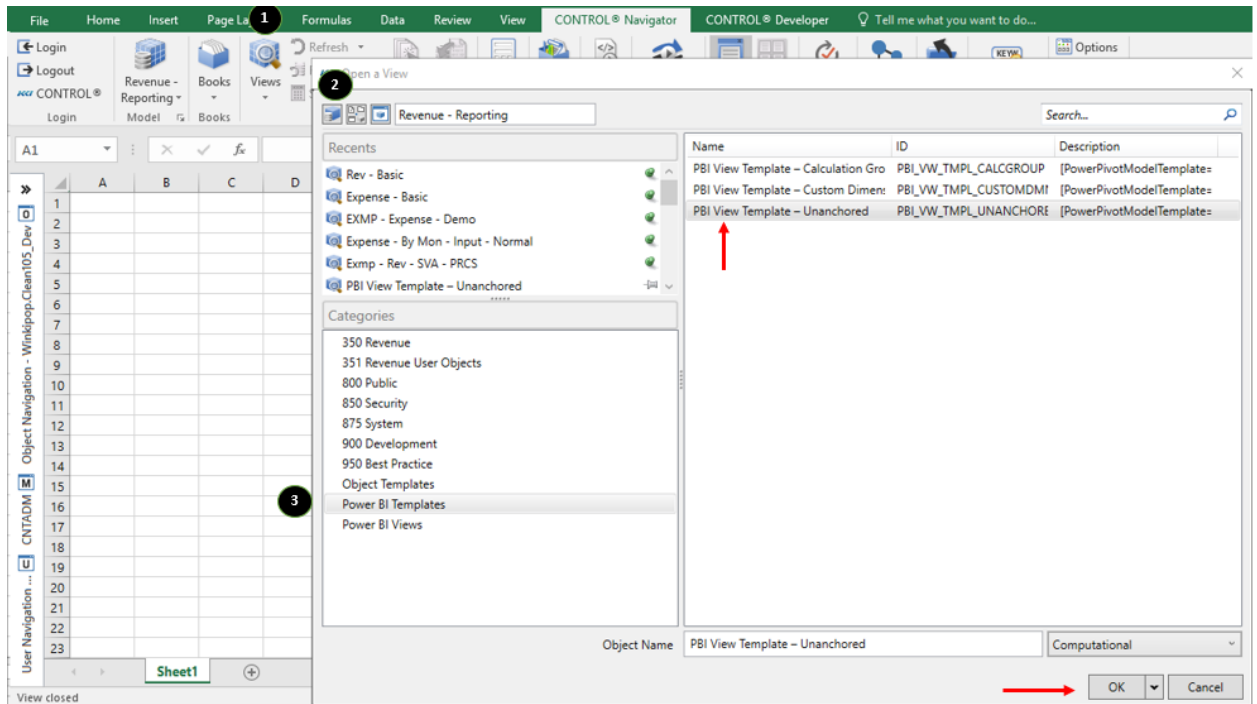 File Home Insert Page La 1 Formulas Data Review View CONTROL® Navigator CONTROL® Developer Tell me what you want to do...
Login
Logout
CONTROL®
Login
Revenue -
Reporting
Model
Books
Books
Views
Refresh
KEYW
Options
2
Open a View
Revenue - Reporting
Search...
A1
fx
A B C D
1
2
3
4
5
6
7
8
9
10
11
12
13
14
15
16
17
18
19
20
21
22
23
»
O
Object Navigation - Winkipop.Clean105_Dev
M
CNTADM
U
User Navigation ...
Recents
Rev - Basic
Expense - Basic
EXMP - Expense - Demo
Expense - By Mon - Input - Normal
Exmp - Rev - SVA - PRCS
PBI View Template – Unanchored
Categories
350 Revenue
351 Revenue User Objects
800 Public
850 Security
875 System
900 Development
950 Best Practice
Object Templates
3
Power BI Templates
Power BI Views
Name ID Description
PBI View Template – Calculation Gro PBI_VW_TMPL_CALCGROUP [PowerPivotModelTemplate=
PBI View Template – Custom Dimens PBI_VW_TMPL_CUSTOMDMI [PowerPivotModelTemplate=
PBI View Template – Unanchored PBI_VW_TMPL_UNANCHORE [PowerPivotModelTemplate=
Object Name PBI View Template – Unanchored Computational
OK Cancel
Sheet1
View closed